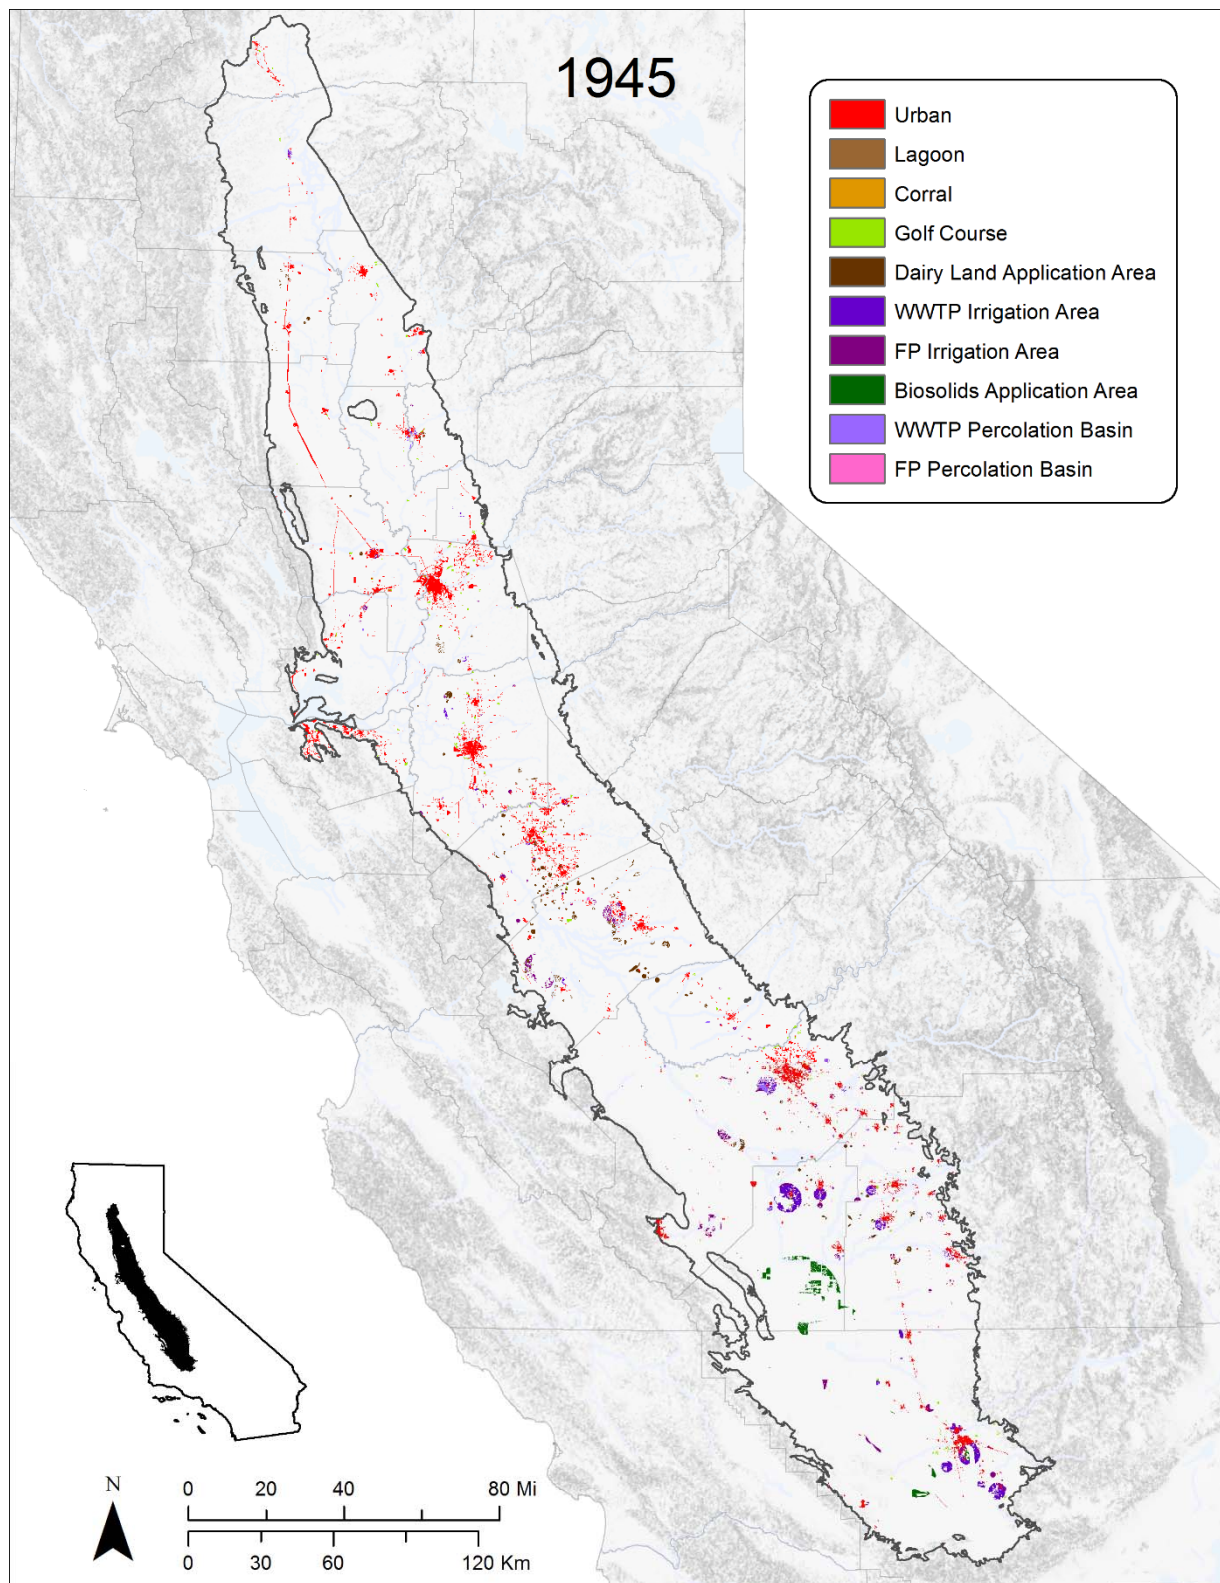 1945
Urban
Lagoon
Corral
Golf Course
Dairy Land Application Area
WWTP Irrigation Area
FP Irrigation Area
Biosolids Application Area
WWTP Percolation Basin
FP Percolation Basin
N
0 20 40 80 Mi
0 30 60 120 Km